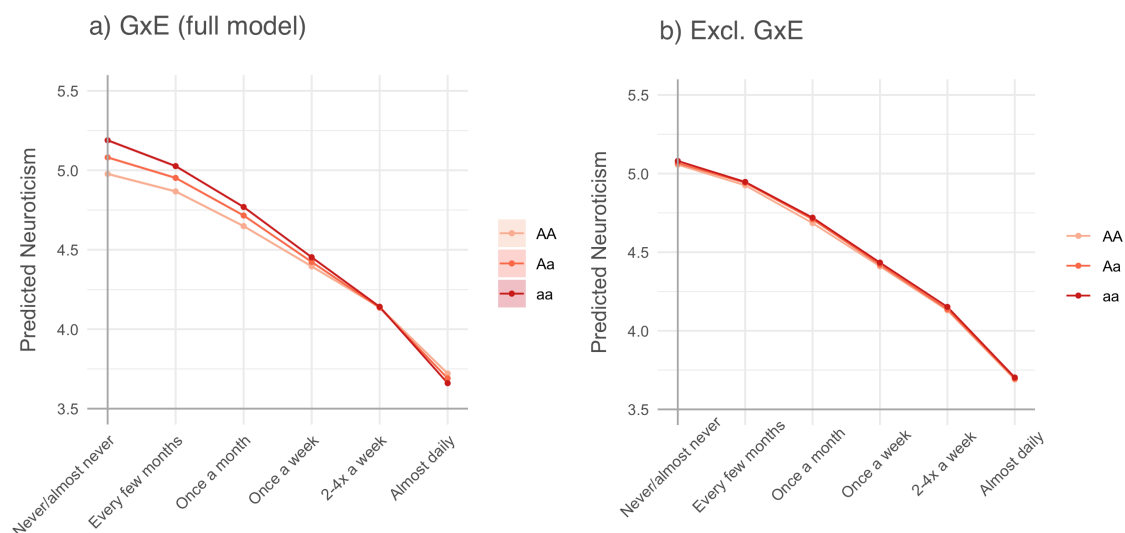 a) GxE (full model)
Predicted Neuroticism
5.5
5.0
4.5
4.0
3.5
Never/almost never
Every few months
Once a month
Once a week
2-4x a week
Almost daily
AA
Aa
aa
b) Excl. GxE
Predicted Neuroticism
5.5
5.0
4.5
4.0
3.5
Never/almost never
Every few months
Once a month
Once a week
2-4x a week
Almost daily
AA
Aa
aa